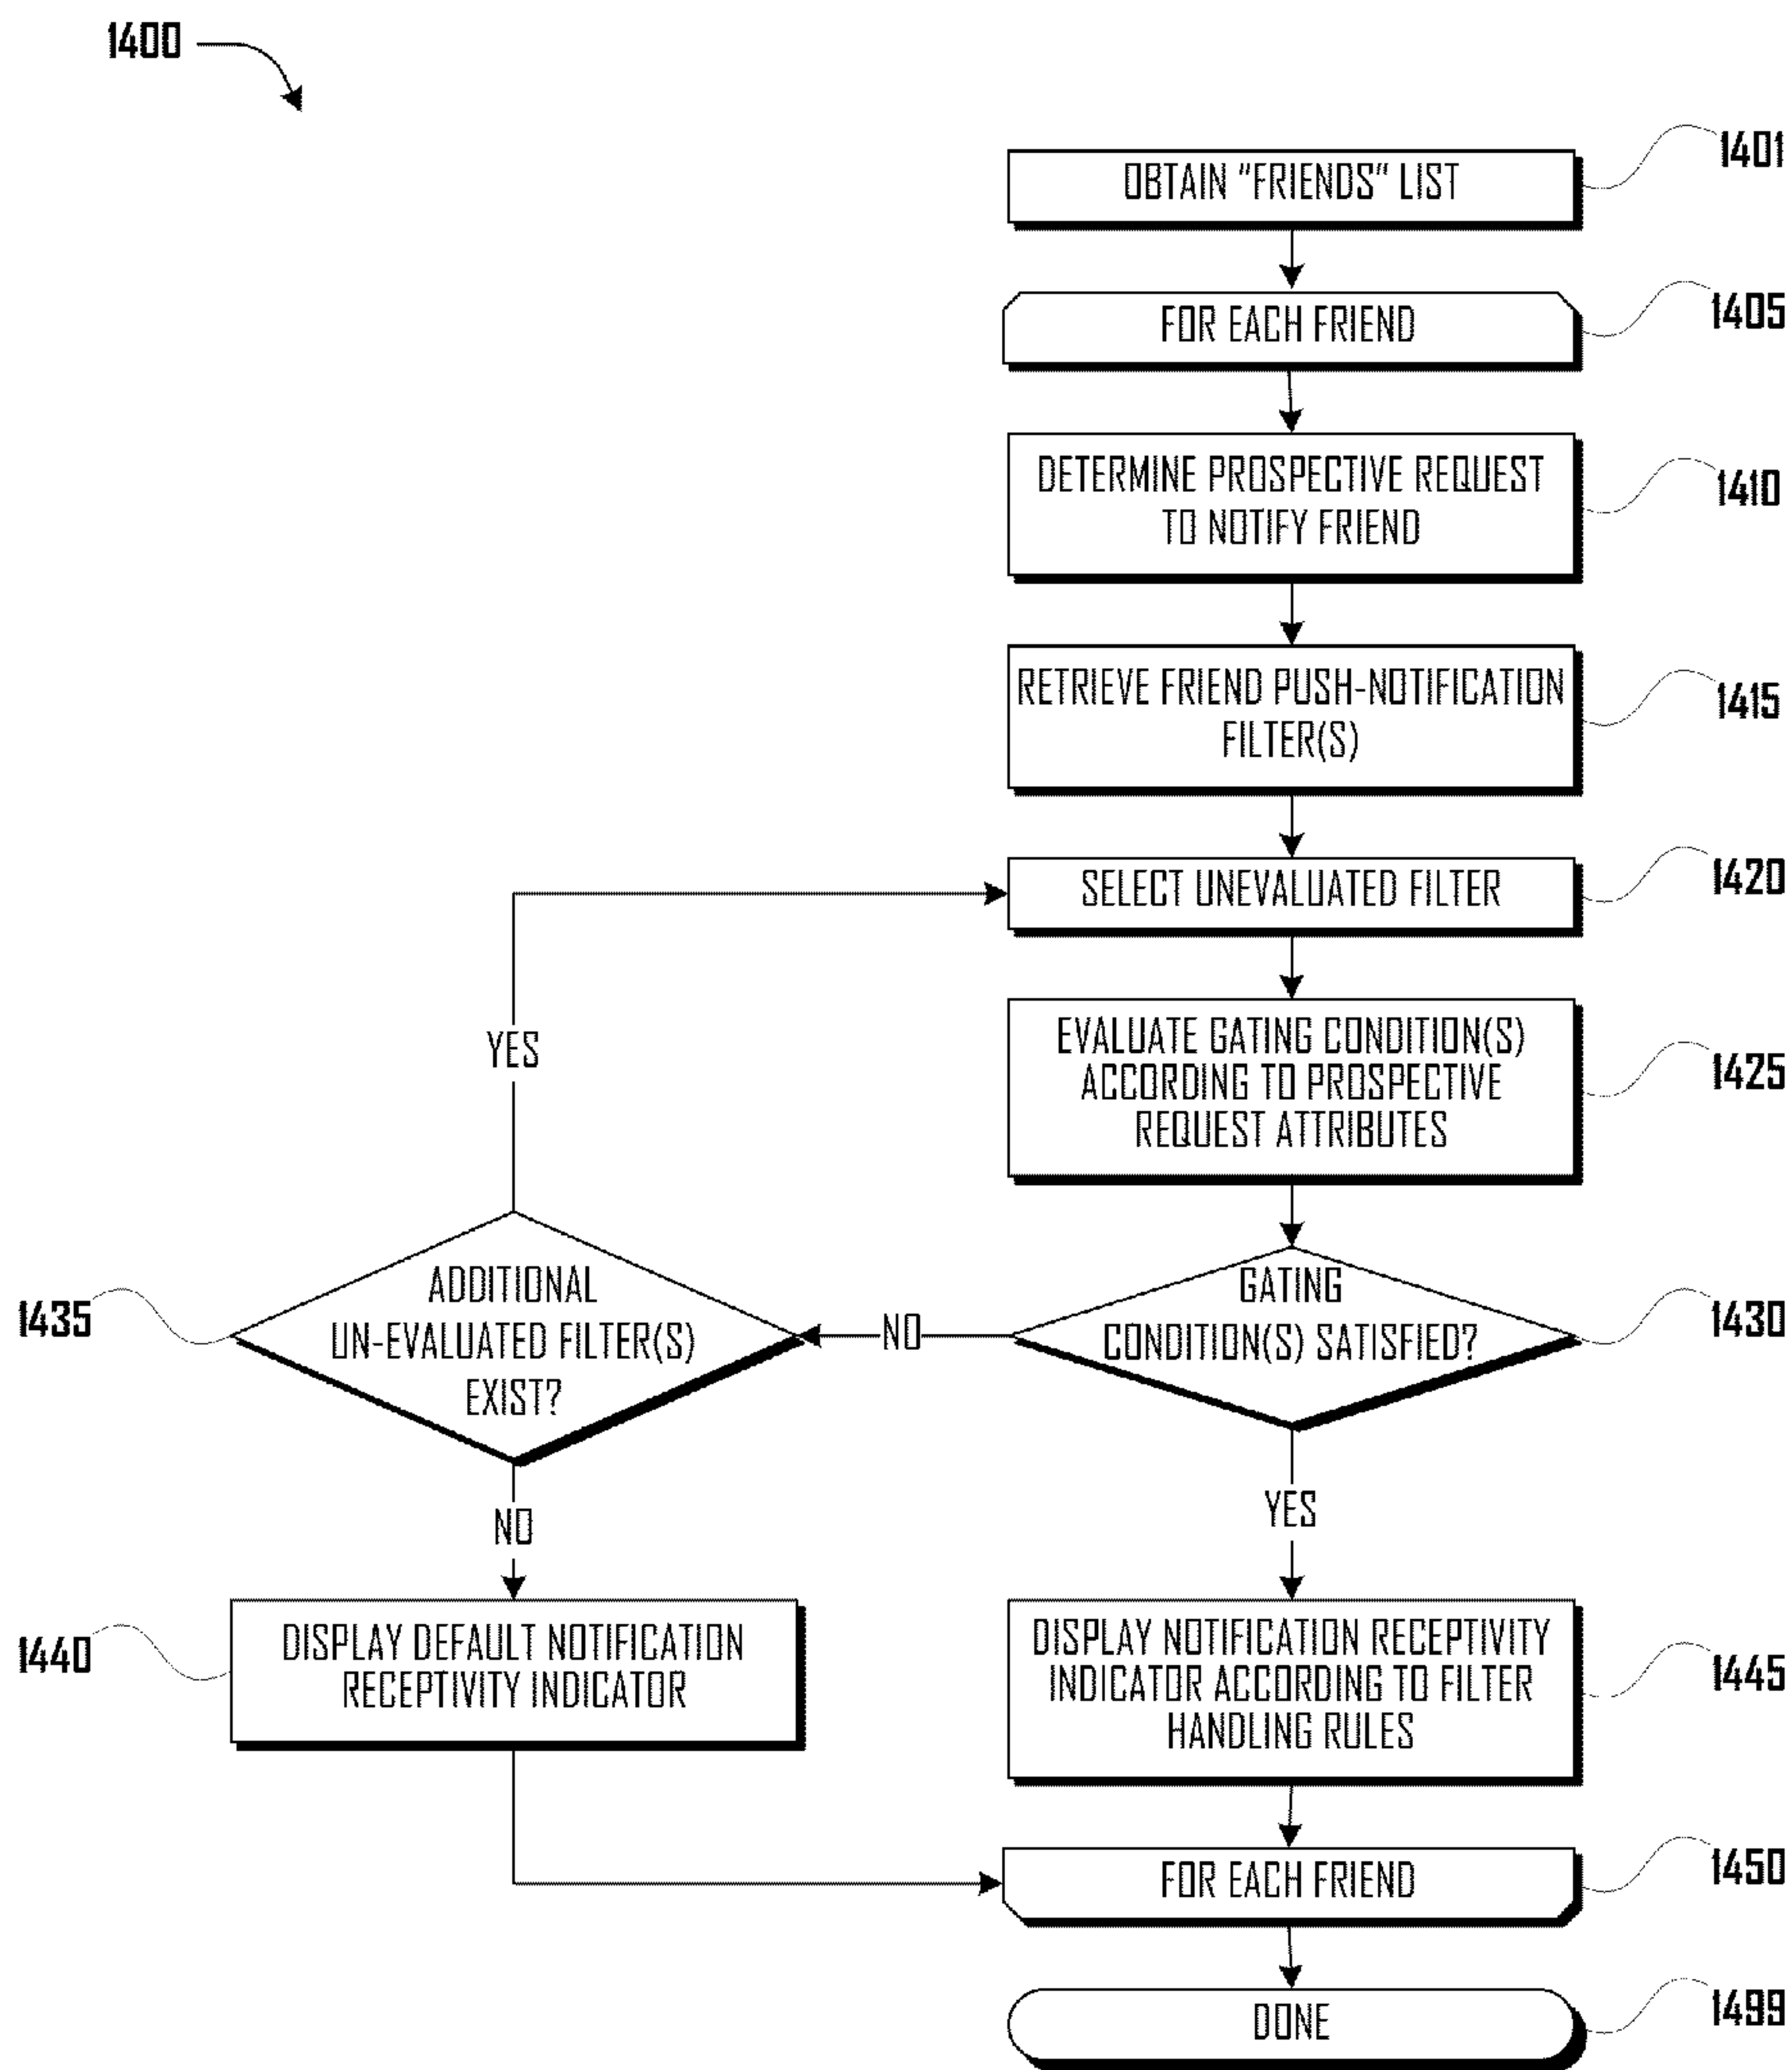 1400
OBTAIN "FRIENDS" LIST
1401
FOR EACH FRIEND
1405
DETERMINE PROSPECTIVE REQUEST
TO NOTIFY FRIEND
1410
RETRIEVE FRIEND PUSH-NOTIFICATION
FILTER(S)
1415
SELECT UNEVALUATED FILTER
1420
EVALUATE GATING CONDITION(S)
ACCORDING TO PROSPECTIVE
REQUEST ATTRIBUTES
1425
YES
GATING
CONDITION(S) SATISFIED?
1430
NO
ADDITIONAL
UN-EVALUATED FILTER(S)
EXIST?
1435
NO
YES
DISPLAY DEFAULT NOTIFICATION
RECEPTIVITY INDICATOR
1440
DISPLAY NOTIFICATION RECEPTIVITY
INDICATOR ACCORDING TO FILTER
HANDLING RULES
1445
FOR EACH FRIEND
1450
DONE
1499